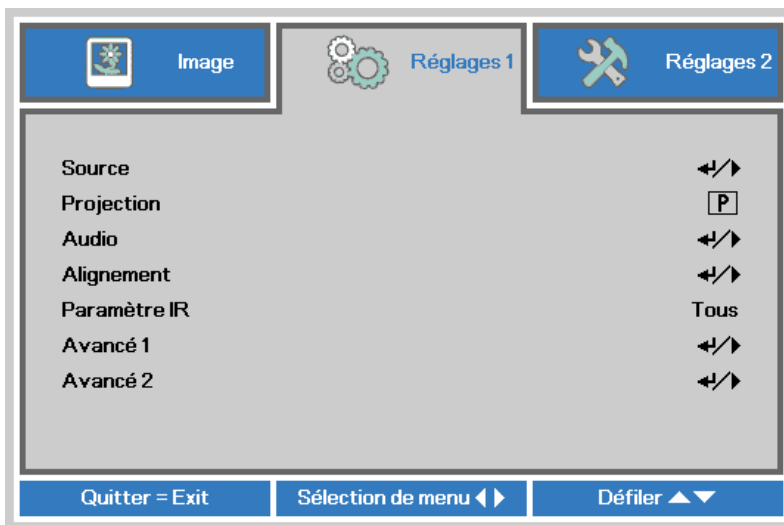 Image
Réglages 1
Réglages 2
Source
Projection P
Audio
Alignement
Paramètre IR Tous
Avancé 1
Avancé 2
Quitter = Exit
Sélection de menu
Défiler